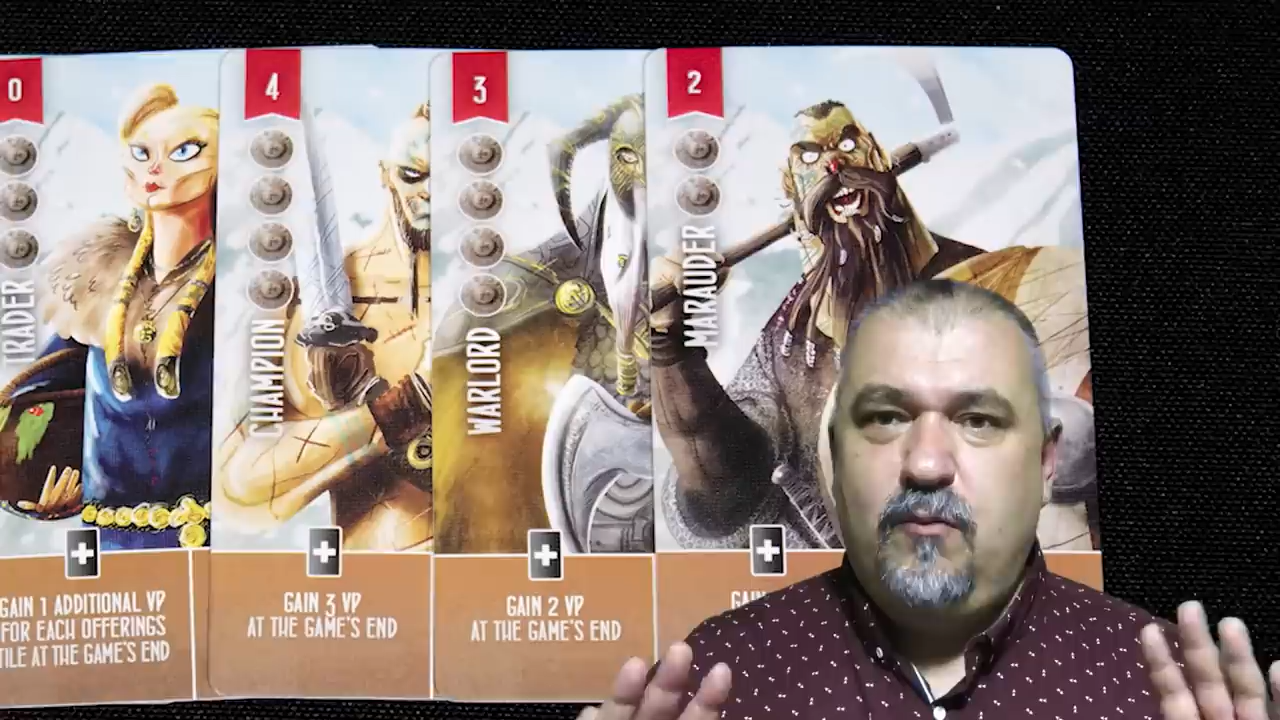 0
TRADER
GAIN 1 ADDITIONAL VP
FOR EACH OFFERINGS
TILE AT THE GAME'S END
4
CHAMPION
GAIN 3 VP
AT THE GAME'S END
3
WARLORD
GAIN 2 VP
AT THE GAME'S END
2
MARAUDER